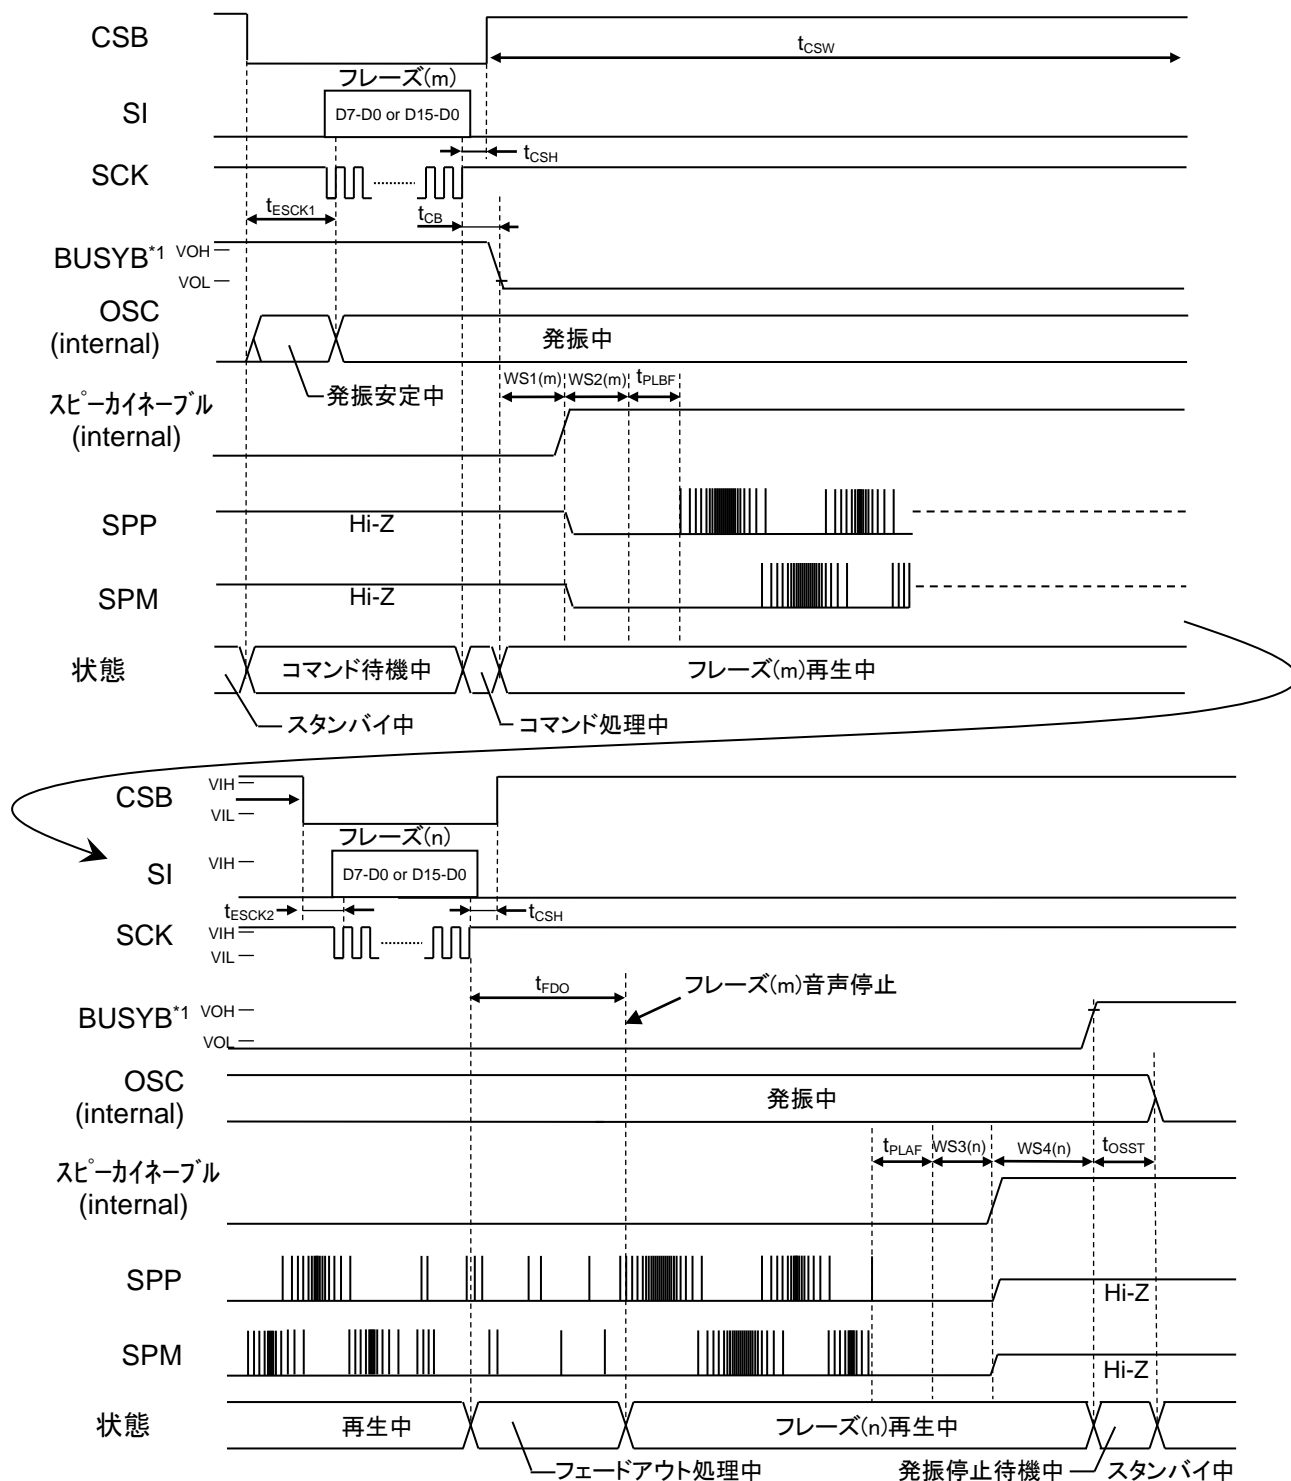 CSB
tCSW
フレーズ(m)
SI
D7-D0 or D15-D0
tCSH
SCK
tESCK1
tCB
BUSYB*1
VOH
VOL
OSC
(internal)
発振中
発振安定中
WS1(m)
WS2(m)
tPLBF
スピーカイネーブル
(internal)
SPP
Hi-Z
SPM
Hi-Z
状態
コマンド待機中
フレーズ(m)再生中
スタンバイ中
コマンド処理中
CSB
VIH
VIL
フレーズ(n)
SI
VIH
D7-D0 or D15-D0
tESCK2
tCSH
SCK
VIH
VIL
tFDO
フレーズ(m)音声停止
BUSYB*1
VOH
VOL
OSC
(internal)
発振中
tPLAF
WS3(n)
WS4(n)
tOSST
スピーカイネーブル
(internal)
SPP
Hi-Z
SPM
Hi-Z
状態
再生中
フレーズ(n)再生中
フェードアウト処理中
発振停止待機中
スタンバイ中